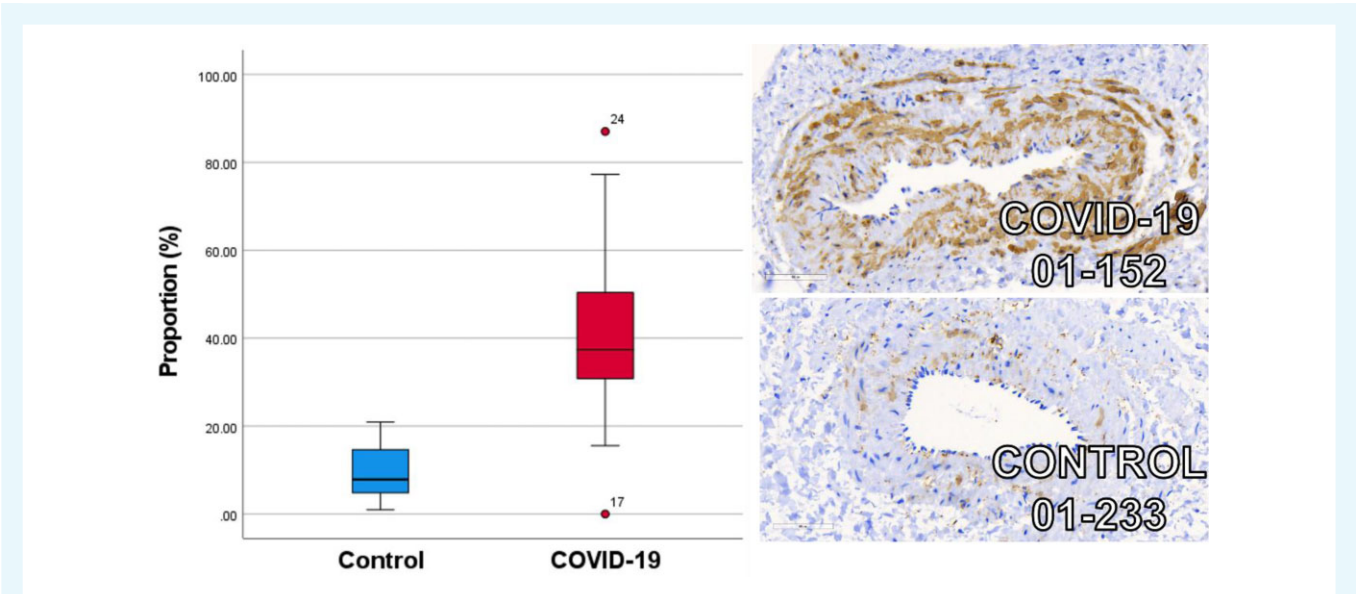 100.00
80.00
60.00
40.00
20.00
.00
Proportion (%)
24
17
Control
COVID-19
COVID-19
01-152
CONTROL
01-233